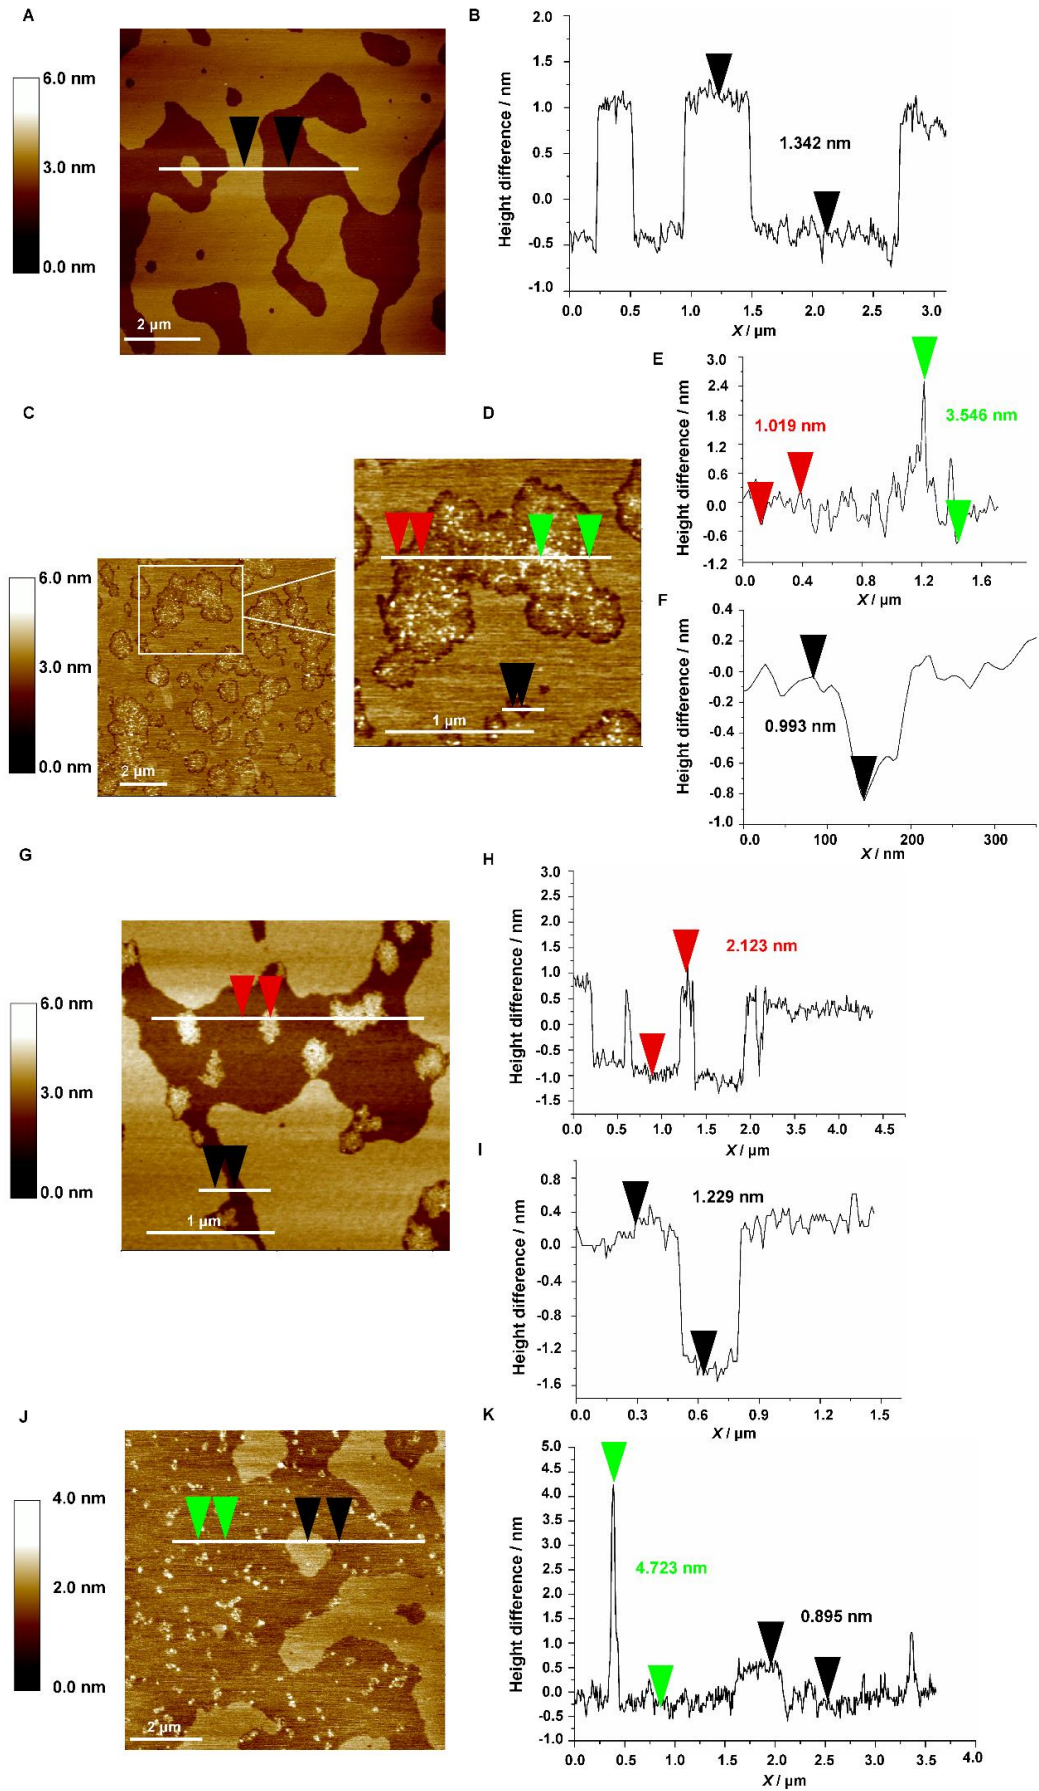 A
6.0 nm
3.0 nm
0.0 nm
2 µm
B
Height difference / nm
2.0
1.5
1.0
0.5
0.0
-0.5
-1.0
1.342 nm
0.0 0.5 1.0 1.5 2.0 2.5 3.0
X / µm
C
6.0 nm
3.0 nm
0.0 nm
2 µm
D
1 µm
E
Height difference / nm
3.0
2.4
1.8
1.2
0.6
0.0
-0.6
-1.2
1.019 nm
3.546 nm
0.0 0.4 0.8 1.2 1.6
X / µm
F
Height difference / nm
0.4
0.2
-0.0
-0.2
-0.4
-0.6
-0.8
-1.0
0.993 nm
0.0 100 200 300
X / nm
G
6.0 nm
3.0 nm
0.0 nm
1 µm
H
Height difference / nm
3.0
2.5
2.0
1.5
1.0
0.5
0.0
-0.5
-1.0
-1.5
2.123 nm
0.0 0.5 1.0 1.5 2.0 2.5 3.0 3.5 4.0 4.5
X / µm
I
Height difference / nm
0.8
0.4
0.0
-0.4
-0.8
-1.2
-1.6
1.229 nm
0.0 0.3 0.6 0.9 1.2 1.5
X / µm
J
4.0 nm
2.0 nm
0.0 nm
2 µm
K
Height difference / nm
5.0
4.5
4.0
3.5
3.0
2.5
2.0
1.5
1.0
0.5
0.0
-0.5
-1.0
4.723 nm
0.895 nm
0.0 0.5 1.0 1.5 2.0 2.5 3.0 3.5 4.0
X / µm